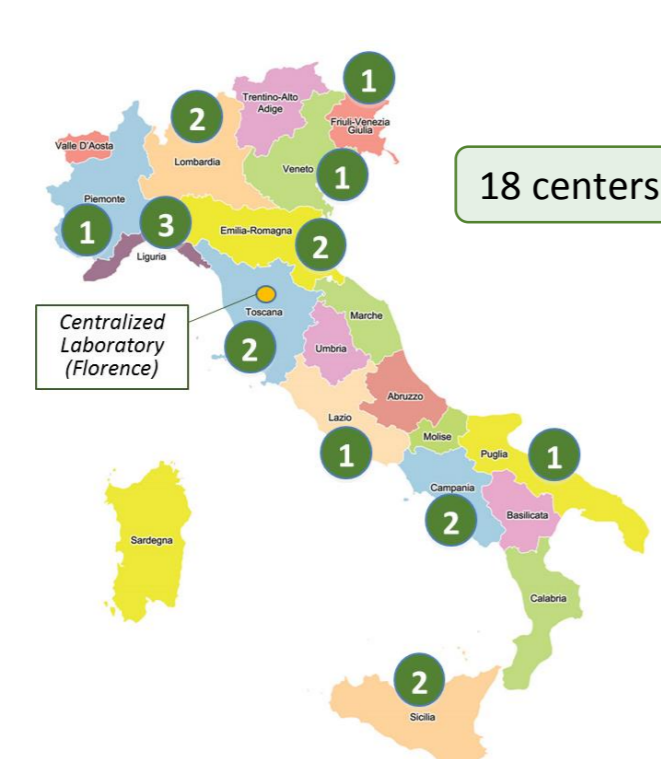 1
Trentino-Alto
Adige
2
Friuli-Venezia
Giulia
Valle D'Aosta
Lombardia
Veneto
1
18 centers
Piemonte
1
3
Emilia-Romagna
2
Liguria
Centralized
Laboratory
(Florence)
Toscana
Marche
2
Umbria
Abruzzo
Lazio
1
Molise
Puglia
1
Campania
2
Basilicata
Sardegna
Calabria
2
Sicilia